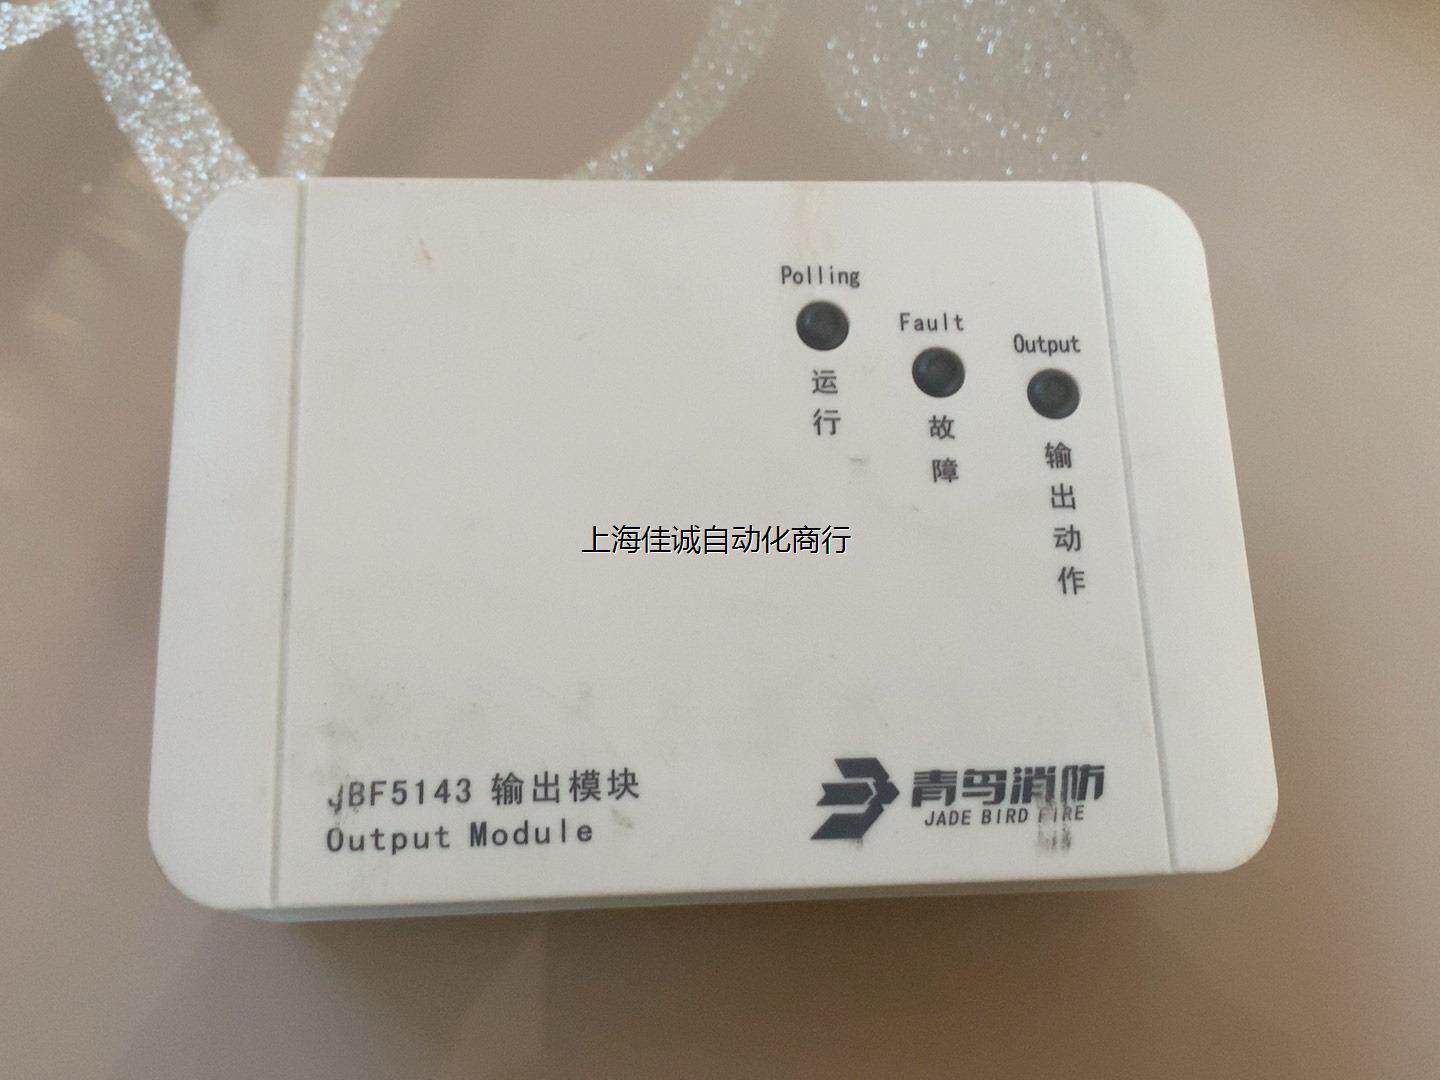 Polling
Fault
Output
运行
故障
输出动作
上海佳诚自动化商行
JBF5143 输出模块
Output Module
青鸟消防
JADE BIRD FIRE